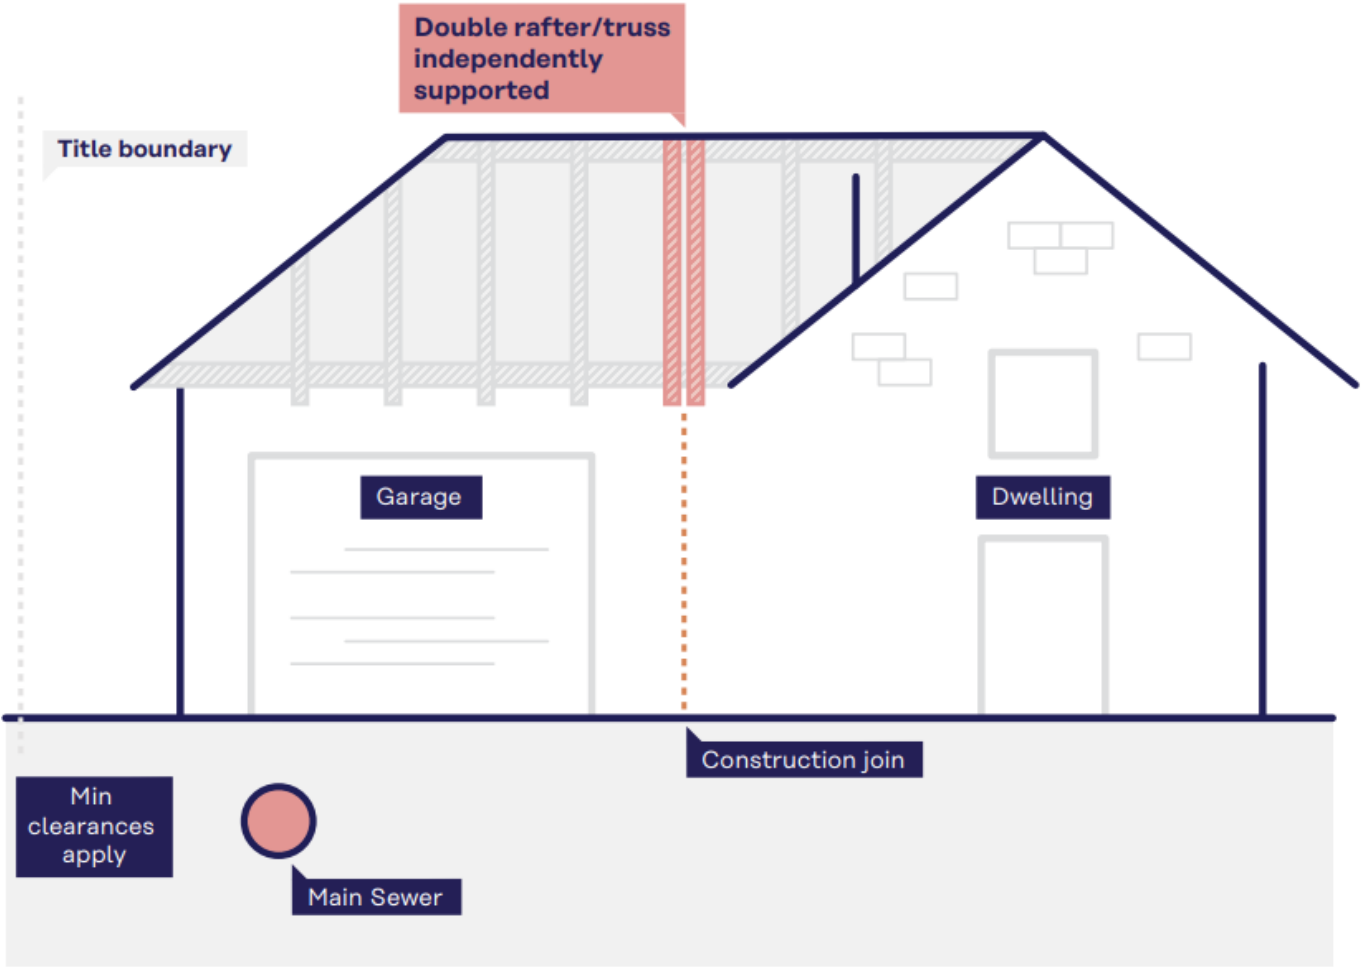 Double rafter/truss
independently
supported
Title boundary
Garage
Dwelling
Construction join
Min
clearances
apply
Main Sewer